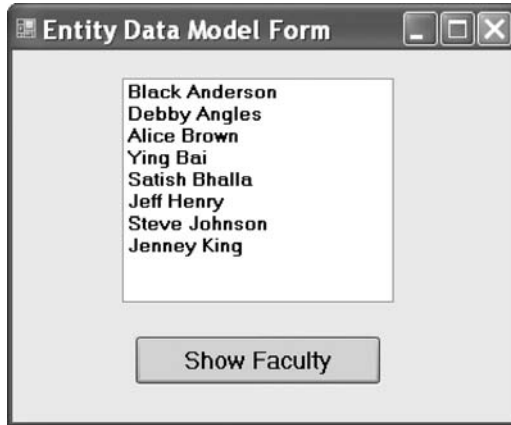 Entity Data Model Form
Black Anderson
Debby Angles
Alice Brown
Ying Bai
Satish Bhalla
Jeff Henry
Steve Johnson
Jenney King
Show Faculty